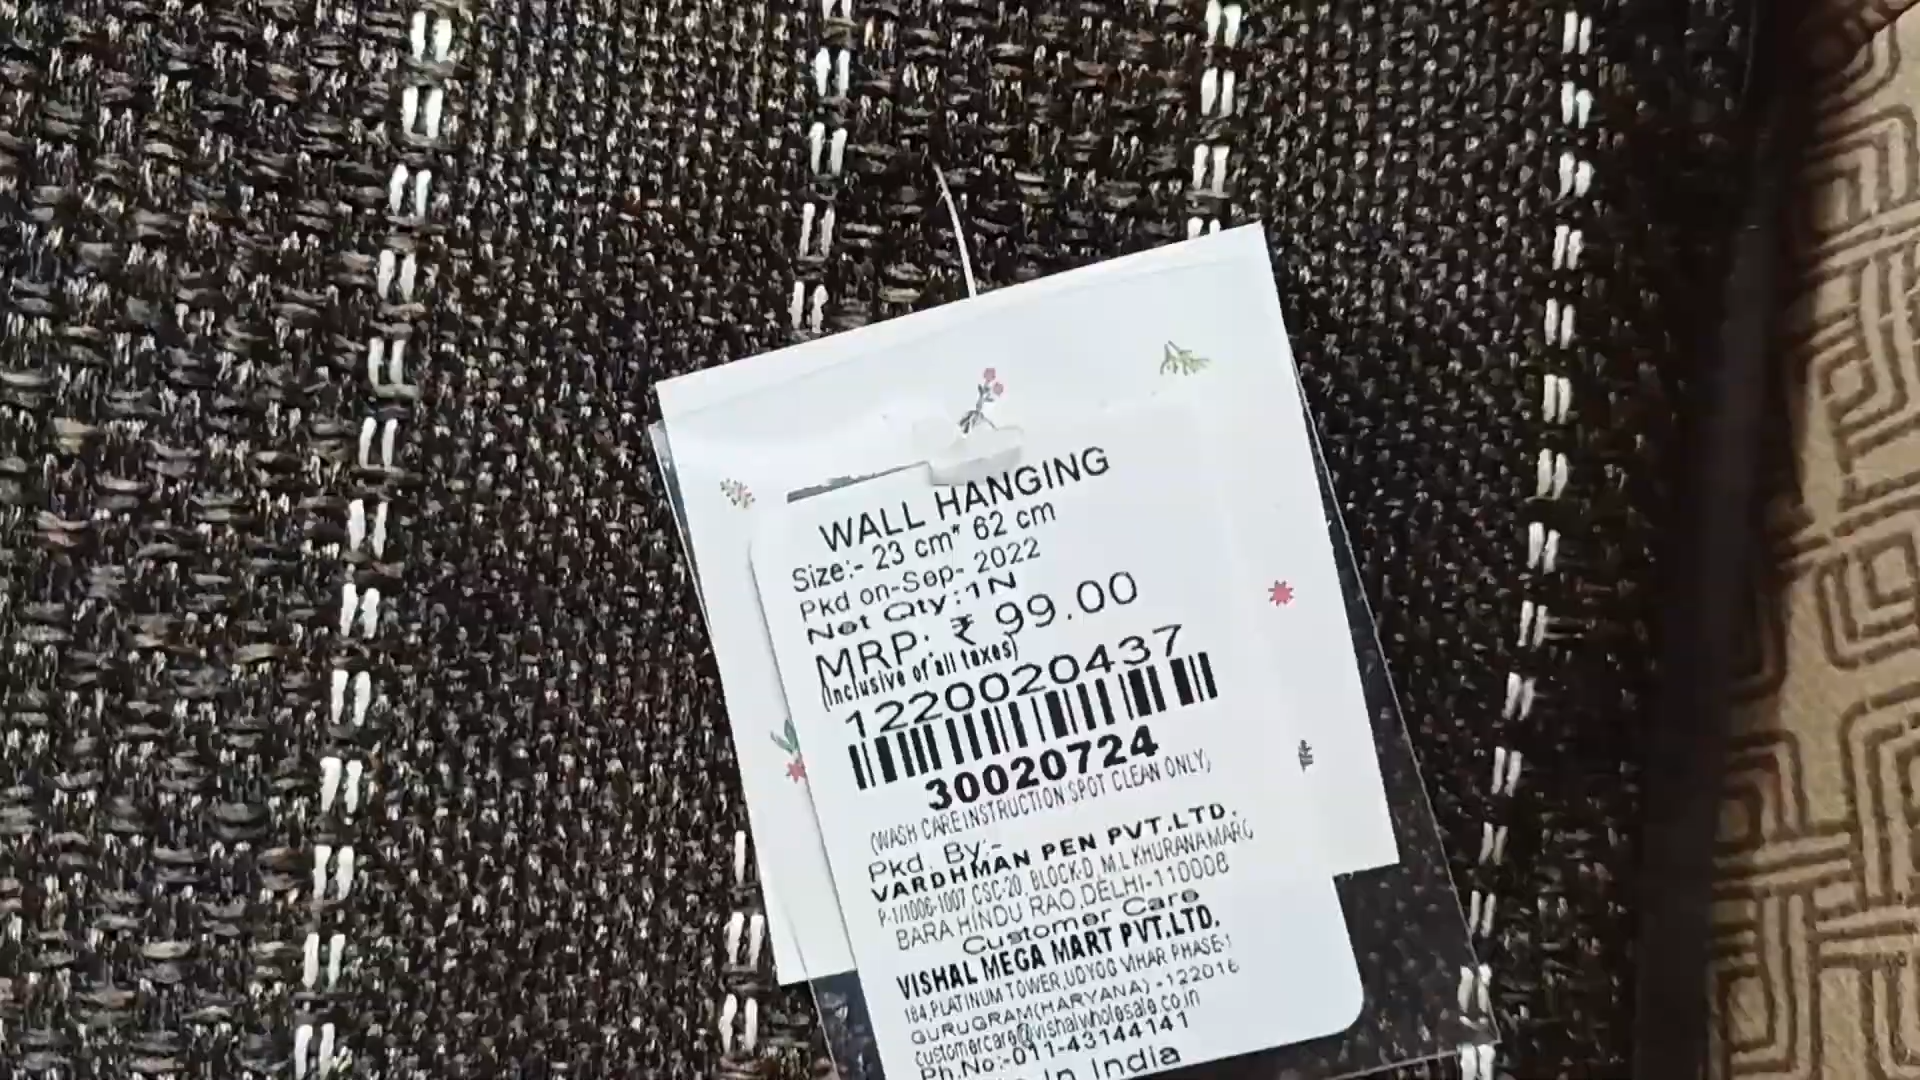 WALL HANGING
Size:- 23 cm* 62 cm
Pkd on-Sep- 2022
Net Qty:1N
MRP: ₹ 99.00
(Inclusive of all taxes)
1220020437
30020724
(WASH CARE INSTRUCTION SPOT CLEAN ONLY)
Pkd. By:-
VARDHMAN PEN PVT.LTD.
P-1/1006-1007, CSC-20, BLOCK-D, M.L KHURANA MARG
BARA HINDU RAO, DELHI-110006
Customer Care
VISHAL MEGA MART PVT.LTD.
184,PLATINUM TOWER,UDYOG VIHAR, PHASE-1
GURUGRAM(HARYANA) -122016
customercare@vishalwholesale.co.in
Ph.No:-011-43144141
in India